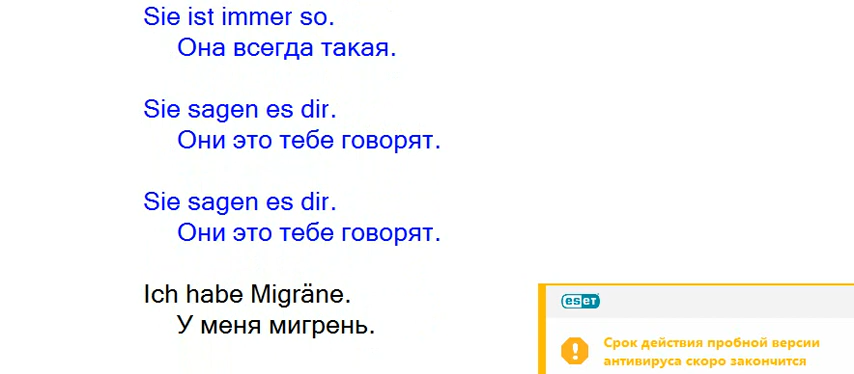 Sie ist immer so.
Она всегда такая.
Sie sagen es dir.
Они это тебе говорят.
Sie sagen es dir.
Они это тебе говорят.
Ich habe Migräne.
У меня мигрень.
eset
Срок действия пробной версии
антивируса скоро закончится